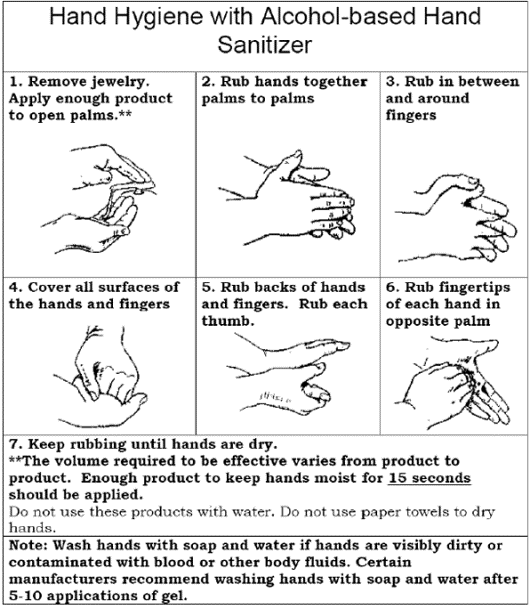 Hand Hygiene with Alcohol-based Hand
Sanitizer
1. Remove jewelry.
Apply enough product
to open palms.**
2. Rub hands together
palms to palms
3. Rub in between
and around
fingers
4. Cover all surfaces of
the hands and fingers
5. Rub backs of hands
and fingers. Rub each
thumb.
6. Rub fingertips
of each hand in
opposite palm
7. Keep rubbing until hands are dry.
**The volume required to be effective varies from product to
product. Enough product to keep hands moist for 15 seconds
should be applied.
Do not use these products with water. Do not use paper towels to dry
hands.
Note: Wash hands with soap and water if hands are visibly dirty or
contaminated with blood or other body fluids. Certain
manufacturers recommend washing hands with soap and water after
5-10 applications of gel.